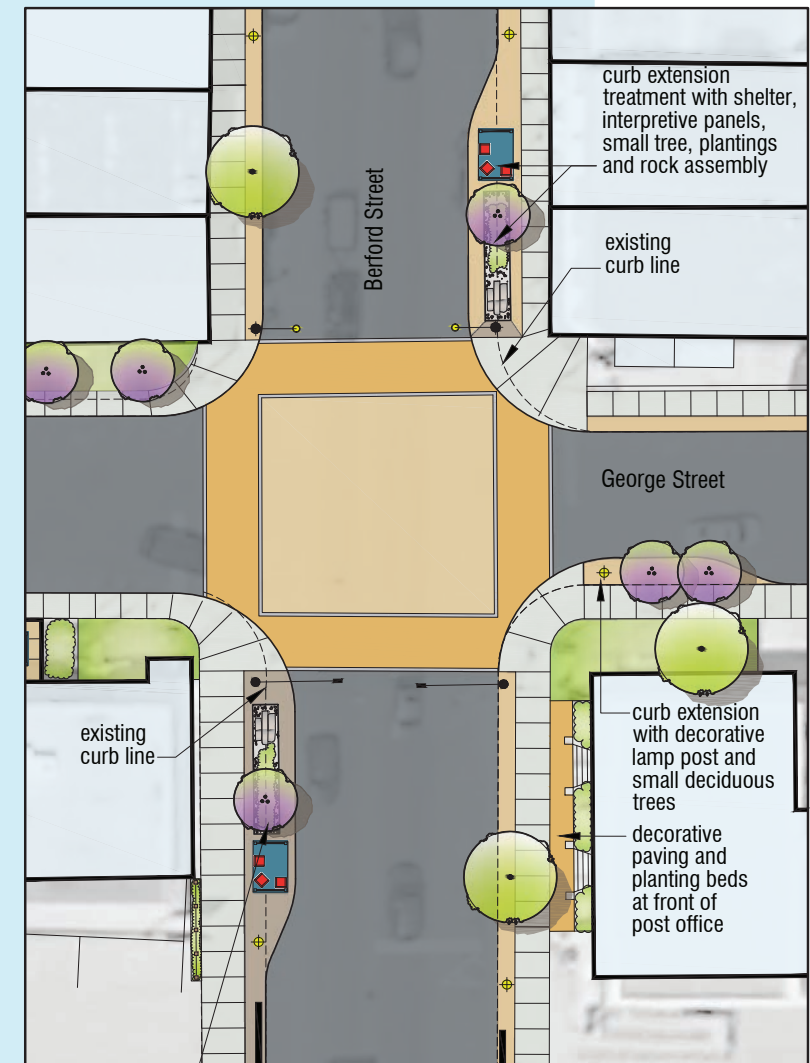 curb extension
treatment with shelter,
interpretive panels,
small tree, plantings
and rock assembly
Berford Street
existing
curb line
George Street
existing
curb line
curb extension
with decorative
lamp post and
small deciduous
trees
decorative
paving and
planting beds
at front of
post office